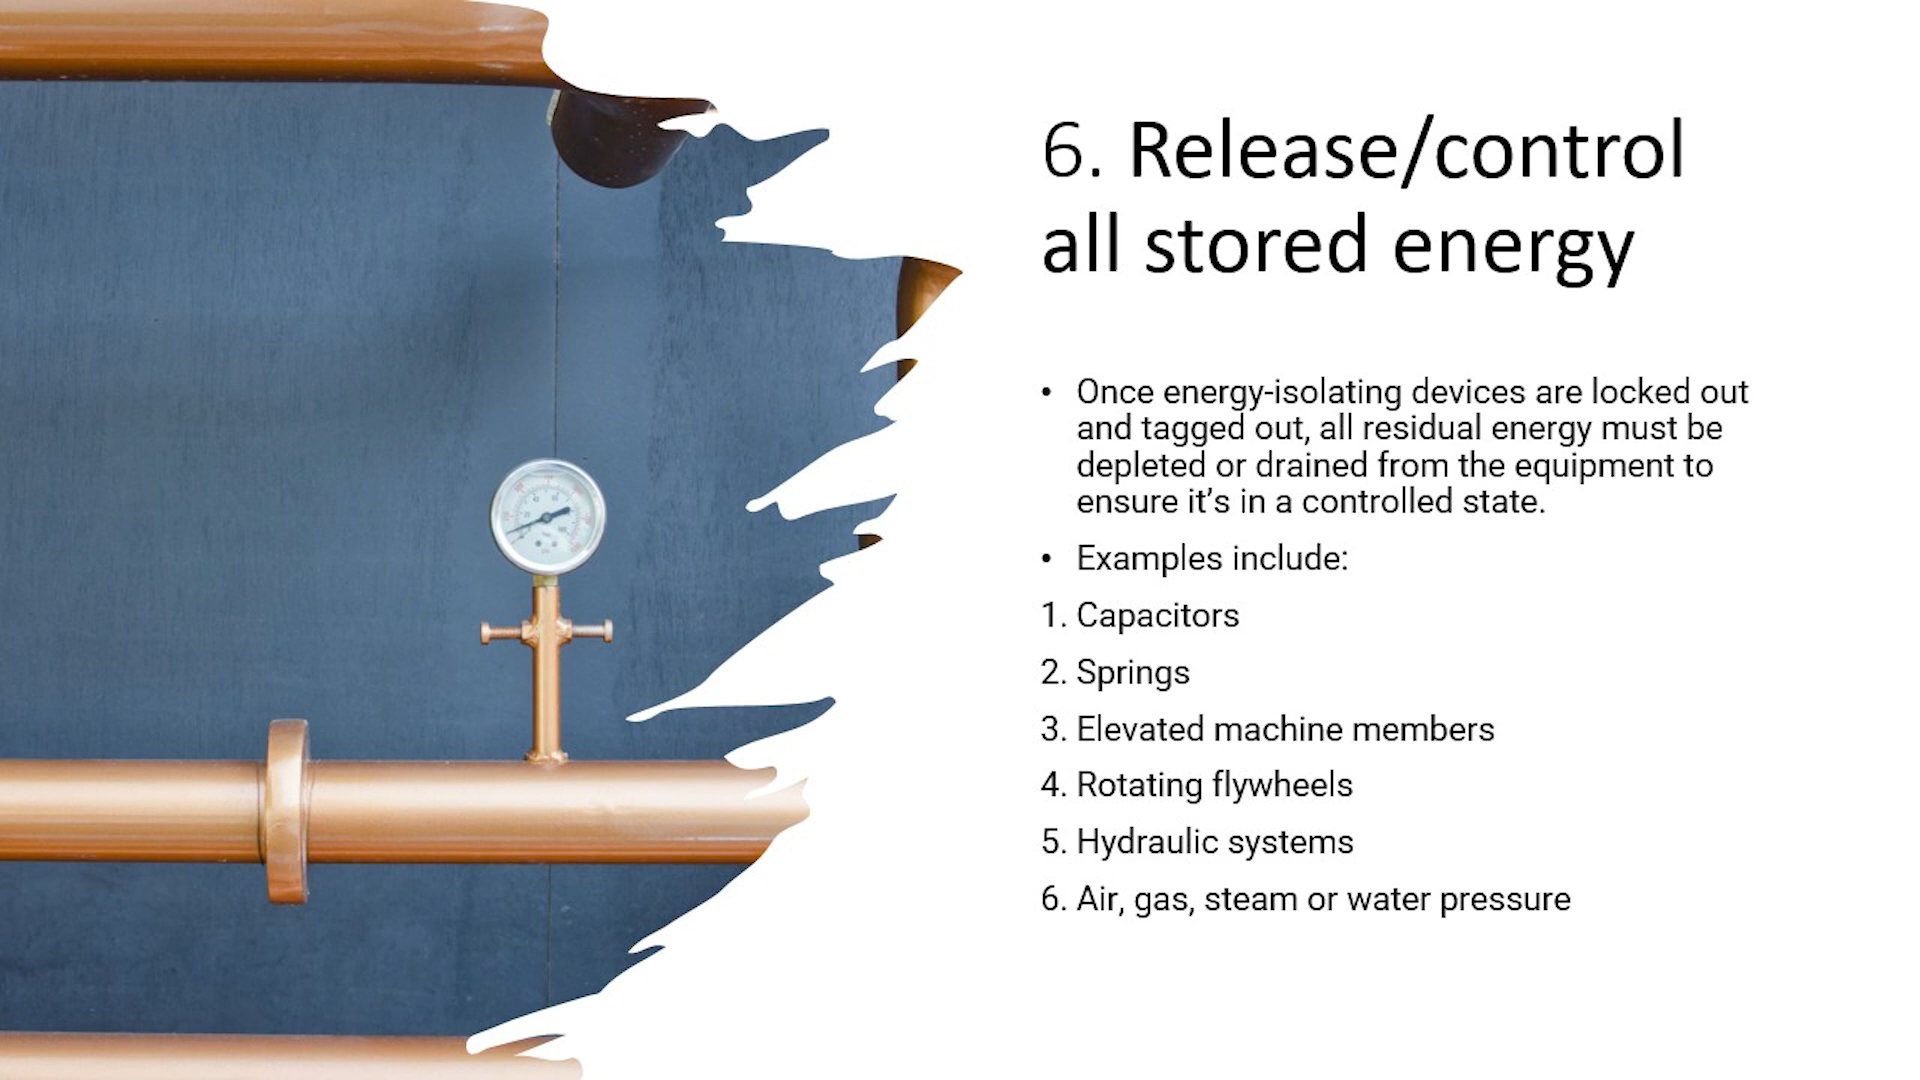 6. Release/control
all stored energy
• Once energy-isolating devices are locked out
and tagged out, all residual energy must be
depleted or drained from the equipment to
ensure it’s in a controlled state.
• Examples include:
1. Capacitors
2. Springs
3. Elevated machine members
4. Rotating flywheels
5. Hydraulic systems
6. Air, gas, steam or water pressure